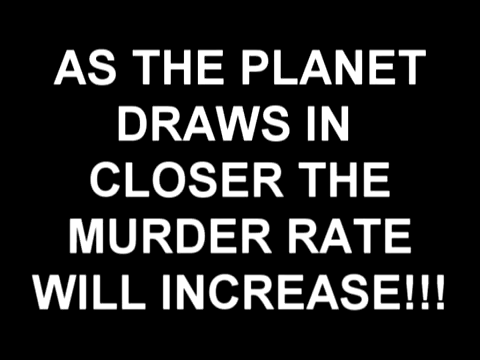 AS THE PLANET
DRAWS IN
CLOSER THE
MURDER RATE
WILL INCREASE!!!